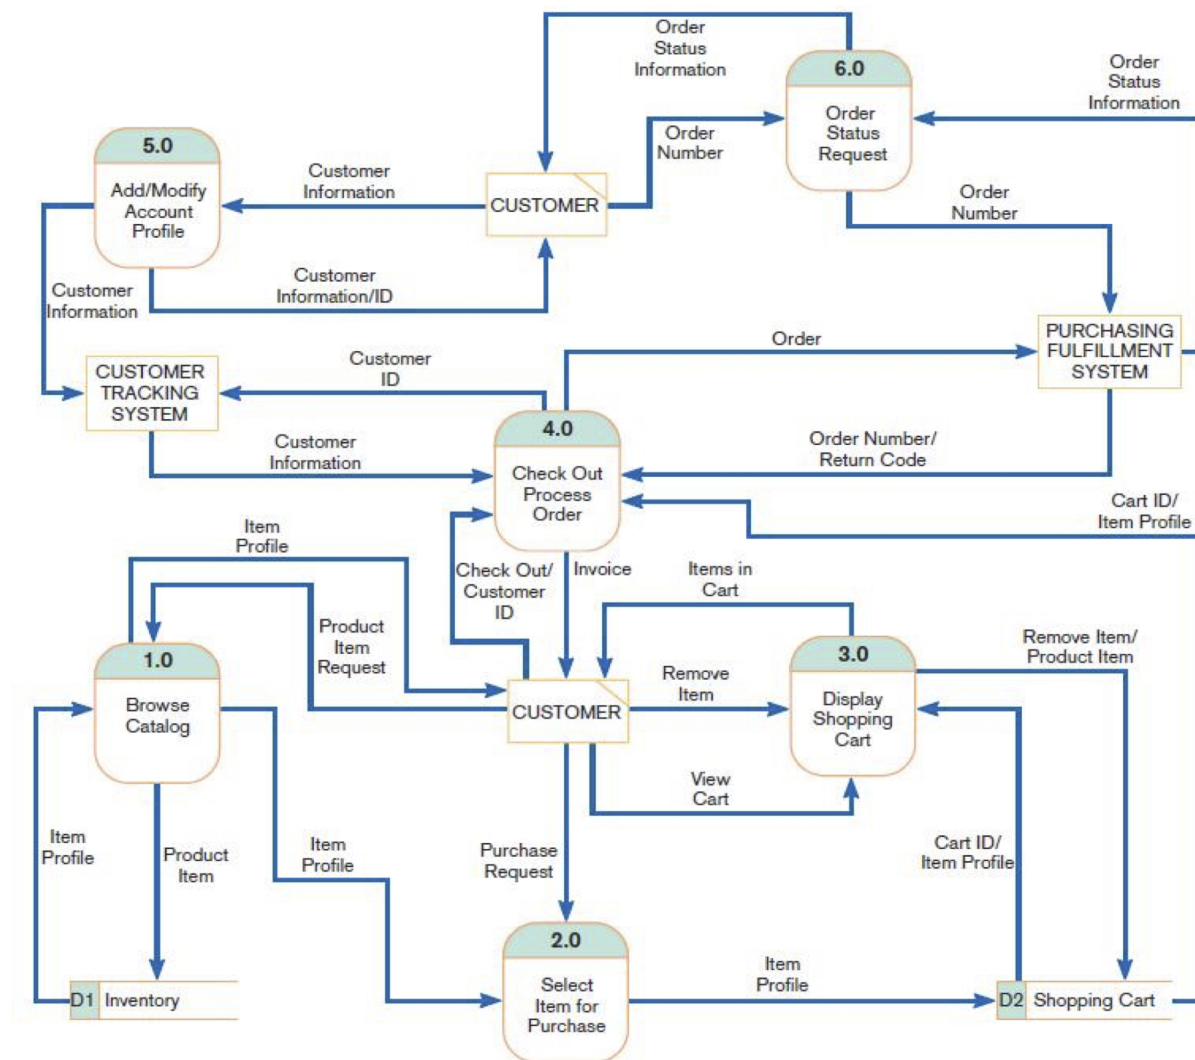 Order
Status
Information
6.0
Order
Status
Request
Order
Status
Information
Order
Number
5.0
Add/Modify
Account
Profile
Customer
Information
CUSTOMER
Order
Number
Customer
Information/ID
Customer
Information
PURCHASING
FULFILLMENT
SYSTEM
Order
CUSTOMER
TRACKING
SYSTEM
Customer
ID
4.0
Check Out
Process
Order
Customer
Information
Order Number/
Return Code
Cart ID/
Item Profile
Item
Profile
Check Out/
Customer
ID
Invoice
Items in
Cart
Product
Item
Request
1.0
Browse
Catalog
CUSTOMER
Remove
Item
3.0
Display
Shopping
Cart
Remove Item/
Product Item
View
Cart
Item
Profile
Product
Item
Item
Profile
Purchase
Request
Cart ID/
Item Profile
2.0
Select
Item for
Purchase
Item
Profile
D1 Inventory
D2 Shopping Cart